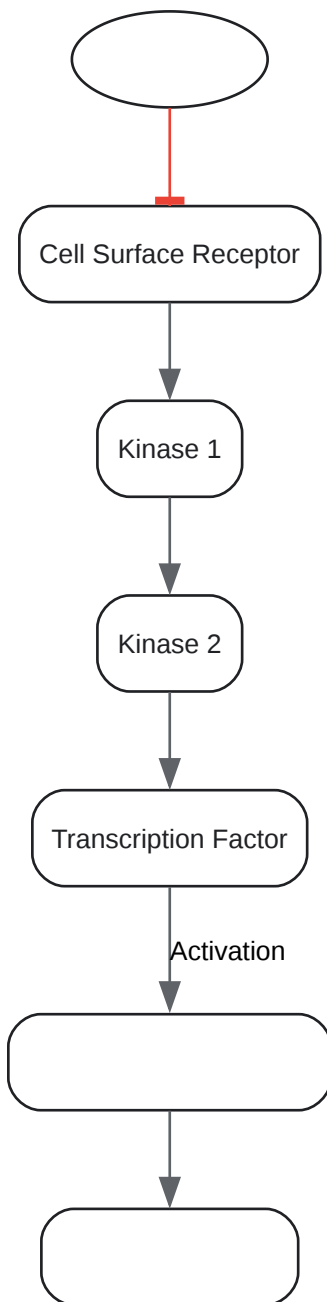 Cell Surface Receptor
Kinase 1
Kinase 2
Transcription Factor
Activation